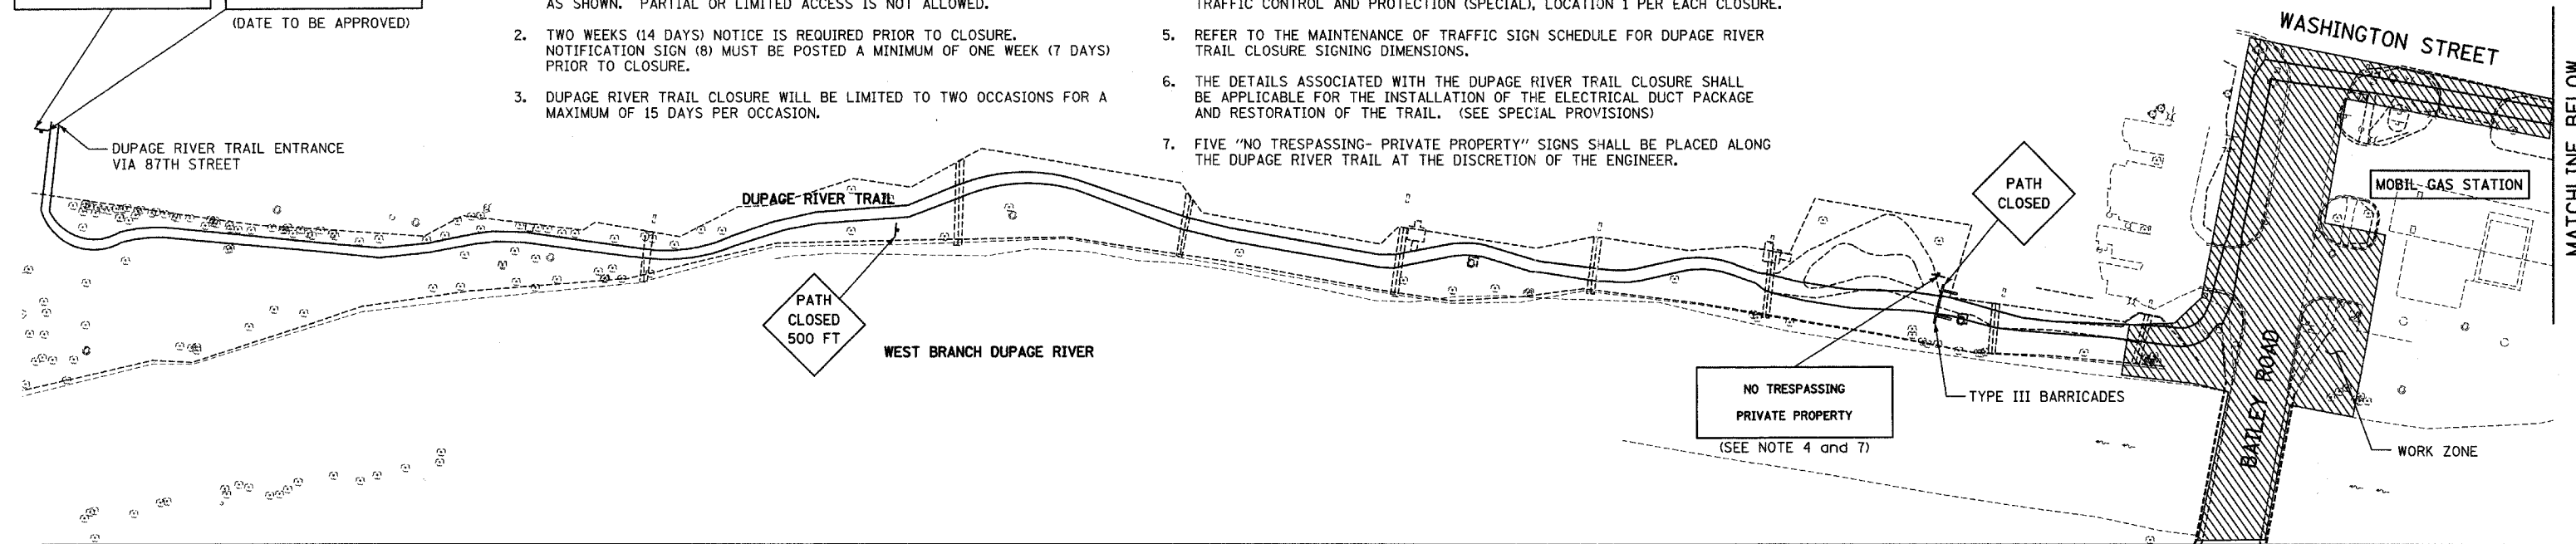 (DATE TO BE APPROVED)
AS SHOWN. PARTIAL OR LIMITED ACCESS IS NOT ALLOWED.
2. TWO WEEKS (14 DAYS) NOTICE IS REQUIRED PRIOR TO CLOSURE.
NOTIFICATION SIGN (8) MUST BE POSTED A MINIMUM OF ONE WEEK (7 DAYS)
PRIOR TO CLOSURE.
3. DUPAGE RIVER TRAIL CLOSURE WILL BE LIMITED TO TWO OCCASIONS FOR A
MAXIMUM OF 15 DAYS PER OCCASION.
TRAFFIC CONTROL AND PROTECTION (SPECIAL), LOCATION 1 PER EACH CLOSURE.
5. REFER TO THE MAINTENANCE OF TRAFFIC SIGN SCHEDULE FOR DUPAGE RIVER
TRAIL CLOSURE SIGNING DIMENSIONS.
6. THE DETAILS ASSOCIATED WITH THE DUPAGE RIVER TRAIL CLOSURE SHALL
BE APPLICABLE FOR THE INSTALLATION OF THE ELECTRICAL DUCT PACKAGE
AND RESTORATION OF THE TRAIL. (SEE SPECIAL PROVISIONS)
7. FIVE "NO TRESPASSING- PRIVATE PROPERTY" SIGNS SHALL BE PLACED ALONG
THE DUPAGE RIVER TRAIL AT THE DISCRETION OF THE ENGINEER.
DUPAGE RIVER TRAIL ENTRANCE
VIA 87TH STREET
DUPAGE RIVER TRAIL
PATH
CLOSED
500 FT
WEST BRANCH DUPAGE RIVER
PATH
CLOSED
NO TRESPASSING
PRIVATE PROPERTY
(SEE NOTE 4 and 7)
TYPE III BARRICADES
WASHINGTON STREET
MOBIL GAS STATION
BAILEY ROAD
WORK ZONE
MATCHLINE BELOW